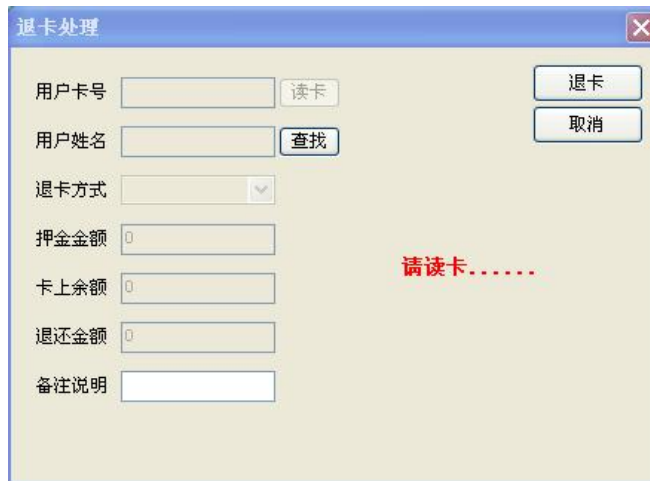 退卡处理
用户卡号 读卡 退卡
取消
用户姓名 查找
退卡方式
押金金额 0
请读卡......
卡上余额 0
退还金额 0
备注说明